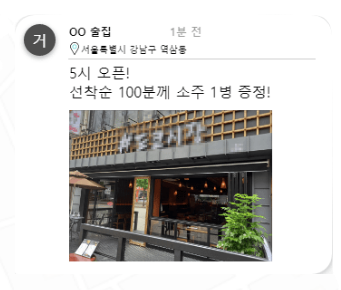 거
OO 술집 1분 전
서울특별시 강남구 역삼동
5시 오픈!
선착순 100분께 소주 1병 증정!